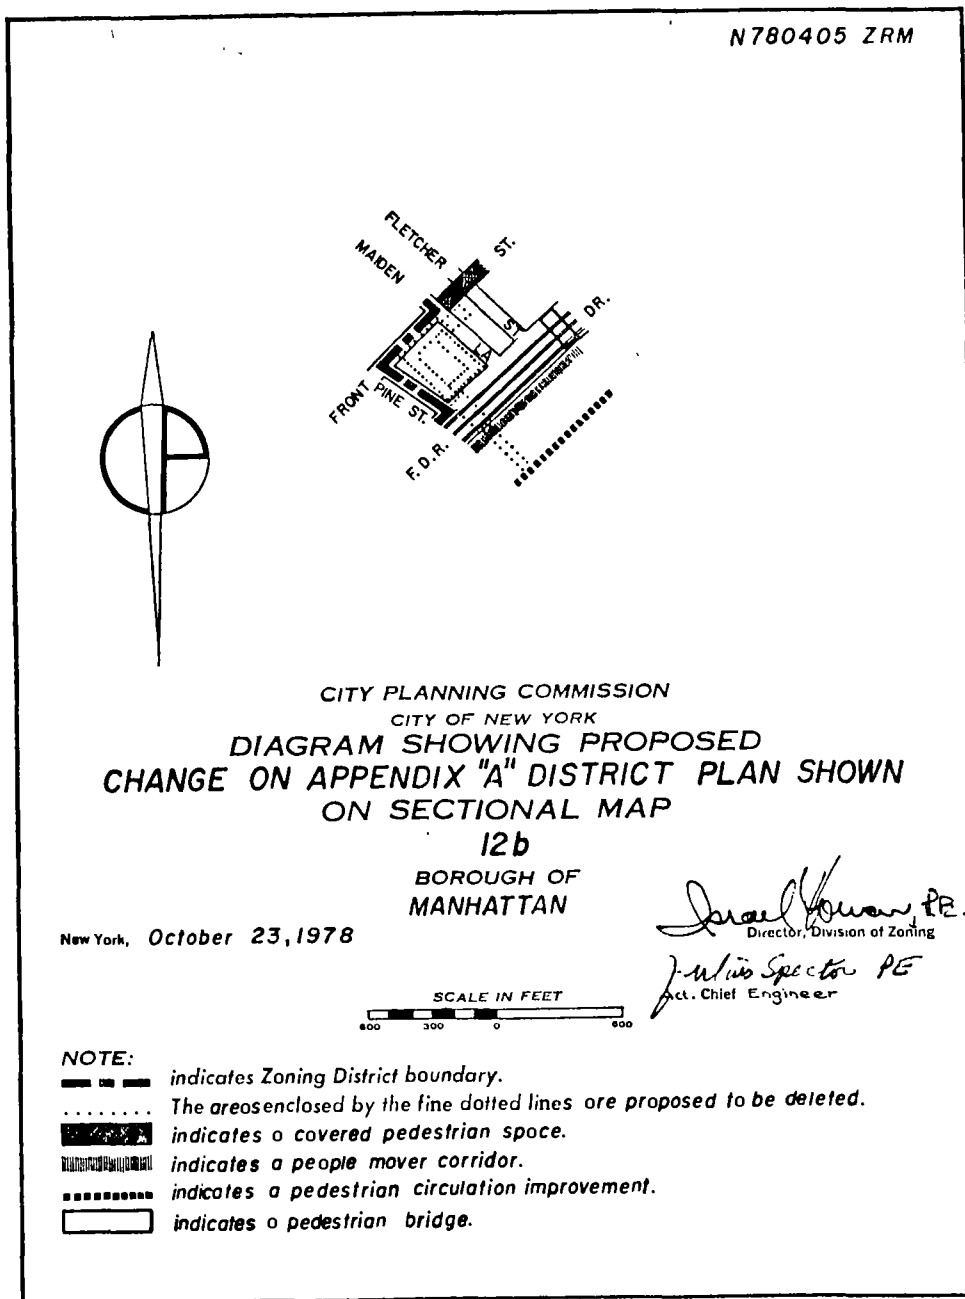 N780405 ZRM
FLETCHER ST.
MAIDEN LA.
FRONT
PINE ST.
F.D.R. DR.
CITY PLANNING COMMISSION
CITY OF NEW YORK
DIAGRAM SHOWING PROPOSED
CHANGE ON APPENDIX "A" DISTRICT PLAN SHOWN
ON SECTIONAL MAP
12b
BOROUGH OF
MANHATTAN
New York, October 23, 1978
P.E.
Director, Division of Zoning
Julius Spector PE
Act. Chief Engineer
SCALE IN FEET
600 300 0 600
NOTE:
indicates Zoning District boundary.
The areas enclosed by the fine dotted lines are proposed to be deleted.
indicates a covered pedestrian space.
indicates a people mover corridor.
indicates a pedestrian circulation improvement.
indicates a pedestrian bridge.